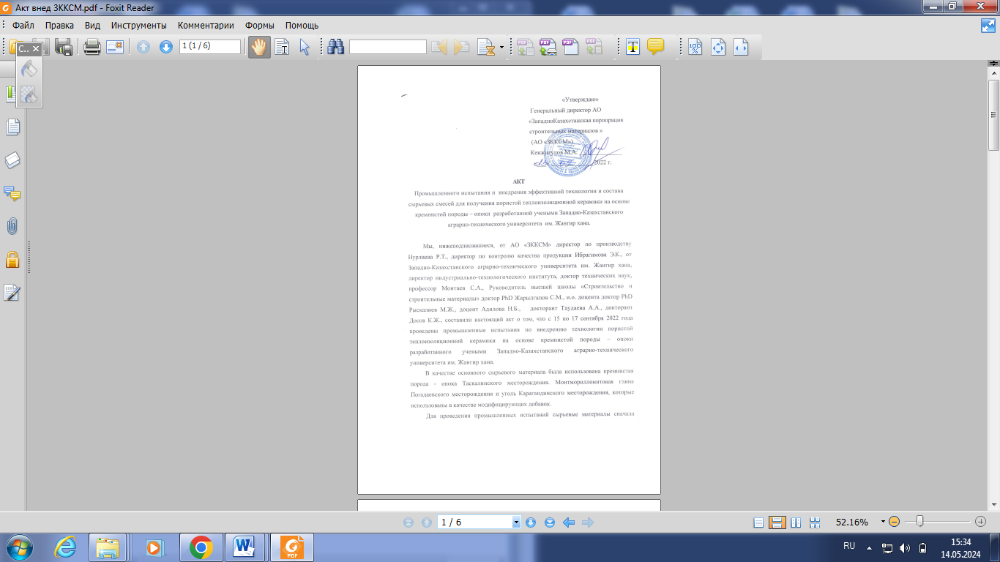 Акт внед ЗККСМ.pdf - Foxit Reader
Файл Правка Вид Инструменты Комментарии Формы Помощь
С..
1 (1 / 6)
«Утверждаю»
Генеральный директор АО
«ЗападноКазахстанская корпорация
строительных материалов »
(АО «ЗККСМ»)
Кенжигулов М.А.
2022 г.
АКТ
Промышленного испытания и внедрения эффективной технологии и состава
сырьевых смесей для получения пористой теплоизоляционной керамики на основе
кремнистой породы – опоки разработанной учеными Западно-Казахстанского
аграрно-технического университета им. Жангир хана.
Мы, нижеподписавшиеся, от АО «ЗККСМ» директор по производству
Нурлиева Р.Т., директор по контролю качества продукции Ибрагимова Э.К., от
Западно-Казахстанского аграрно-технического университета им. Жангир хана,
директор индустриально-технологического института, доктор технических наук,
профессор Монтаев С.А., Руководитель высшей школы «Строительство и
строительные материалы» доктор PhD Жарылгапов С.М., и.о. доцента доктор PhD
Рыскалиев М.Ж., доцент Адилова Н.Б., докторант Таудаева А.А., докторант
Досов К.Ж., составили настоящий акт о том, что с 15 по 17 сентября 2022 года
проведены промышленные испытания по внедрению технологии пористой
теплоизоляционной керамики на основе кремнистой породы – опоки
разработанного учеными Западно-Казахстанского аграрно-технического
университета им. Жангир хана.
В качестве основного сырьевого материала была использована кремнистая
порода - опока Таскалинского месторождения. Монтмориллонитовая глина
Погадаевского месторождения и уголь Карагандинского месторождения, которые
использованы в качестве модифицирующих добавок.
Для проведения промышленных испытаний сырьевые материалы сначала
1 / 6
52.16%
RU
15:34
14.05.2024